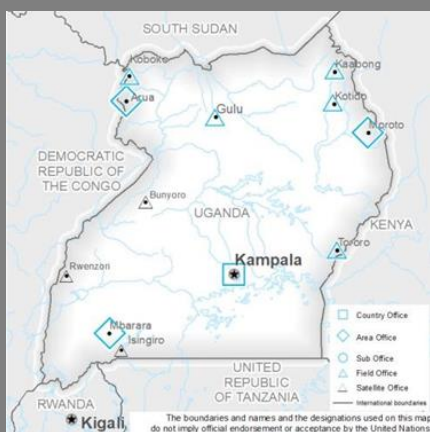 SOUTH SUDAN
Koboko
Kaabong
Arua
Kotido
Gulu
Moroto
DEMOCRATIC
REPUBLIC OF
THE CONGO
Bunyoro
UGANDA
KENYA
Tororo
Kampala
Rwenzori
Mbarara
Isingiro
Country Office
Area Office
Sub Office
Field Office
Satellite Office
International boundaries
UNITED
REPUBLIC
OF TANZANIA
RWANDA
Kigali
The boundaries and names and the designations used on this map
do not imply official endorsement or acceptance by the United Nations